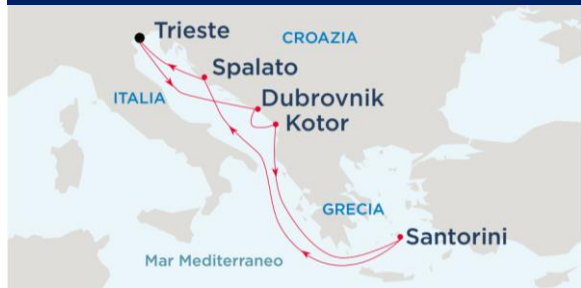 Trieste
CROAZIA
Spalato
ITALIA
Dubrovnik
Kotor
GRECIA
Santorini
Mar Mediterraneo